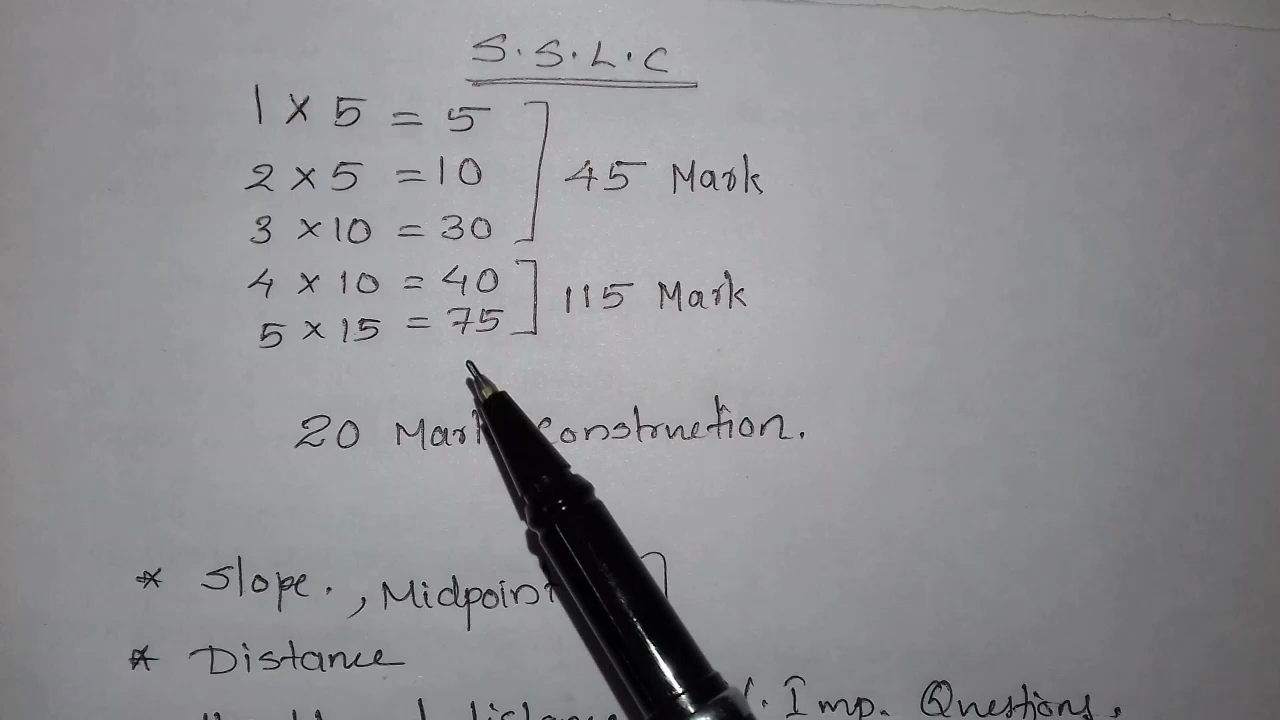 S.S.L.C
1 × 5 = 5
2 × 5 = 10
3 × 10 = 30
45 Mark
4 × 10 = 40
5 × 15 = 75
115 Mark
20 Mark construction.
* Slope. , Midpoint
* Distance
Imp. Questions,